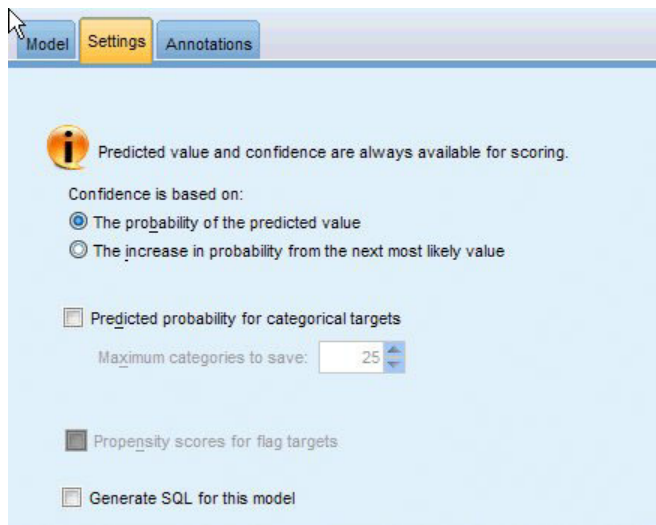 Model Settings Annotations
Predicted value and confidence are always available for scoring.
Confidence is based on:
The probability of the predicted value
The increase in probability from the next most likely value
Predicted probability for categorical targets
Maximum categories to save: 25
Propensity scores for flag targets
Generate SQL for this model